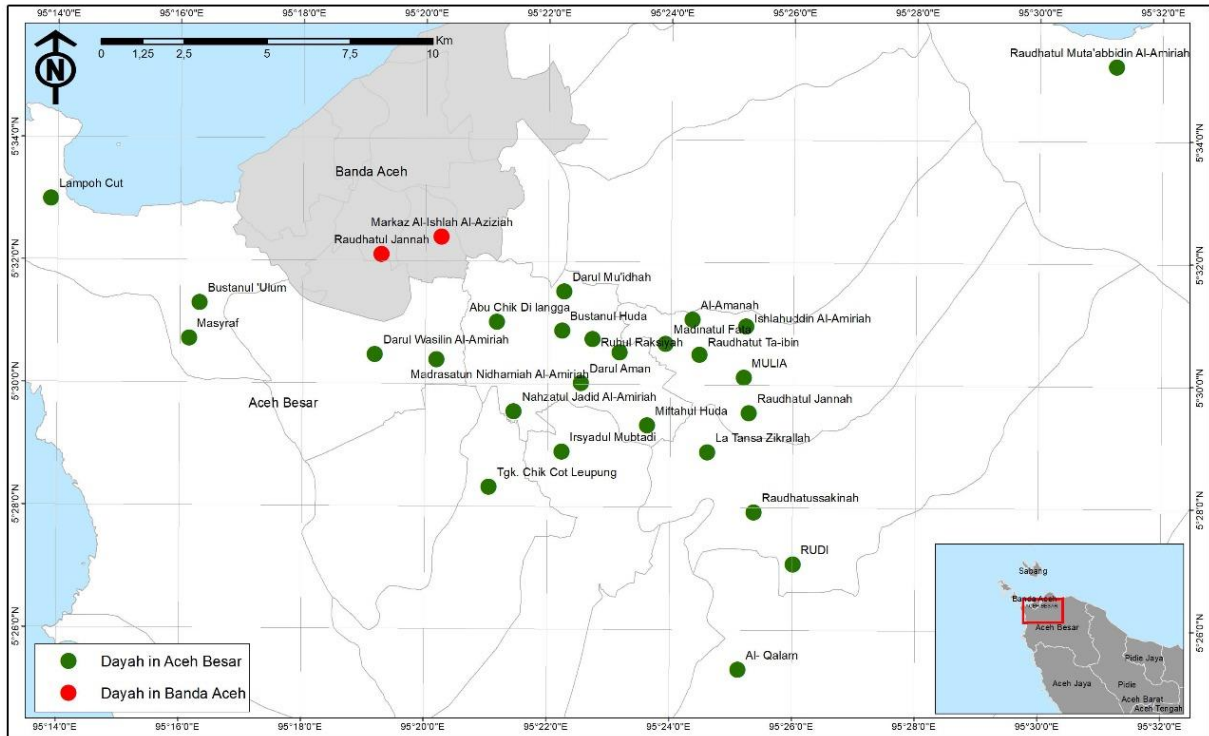 95°14'0"E 95°16'0"E 95°18'0"E 95°20'0"E 95°22'0"E 95°24'0"E 95°26'0"E 95°28'0"E 95°30'0"E 95°32'0"E
Km
0 1,25 2,5 5 7,5 10
N
Raudhatul Muta'abbidin Al-Amiriah
5°34'0"N 5°34'0"N
Banda Aceh
Lampoh Cut
Markaz Al-Ishlah Al-Aziziah
Raudhatul Jannah
5°32'0"N 5°32'0"N
Darul Mu'idhah
Bustanul 'Ulum
Abu Chik Di langga
Bustanul Huda
Al-Amanah
Ishlahuddin Al-Amiriah
Masyraf
Madinatul Fata
Darul Wasilin Al-Amiriah
Ruhul Raksiyah
Raudhatut Ta-ibin
Madrasatun Nidhamiah Al-Amiriah
Darul Aman
MULIA
5°30'0"N 5°30'0"N
Aceh Besar
Nahzatul Jadid Al-Amiriah
Miftahul Huda
Raudhatul Jannah
Irsyadul Mubtadi
La Tansa Zikrallah
Tgk. Chik Cot Leupung
5°28'0"N 5°28'0"N
Raudhatussakinah
RUDI
5°26'0"N 5°26'0"N
Al- Qalam
Dayah in Aceh Besar
Dayah in Banda Aceh
Sabang
Banda Aceh
Aceh Besar
Pidie Jaya
Aceh Jaya
Pidie
Aceh Barat
Aceh Tengah
95°14'0"E 95°16'0"E 95°18'0"E 95°20'0"E 95°22'0"E 95°24'0"E 95°26'0"E 95°28'0"E 95°30'0"E 95°32'0"E